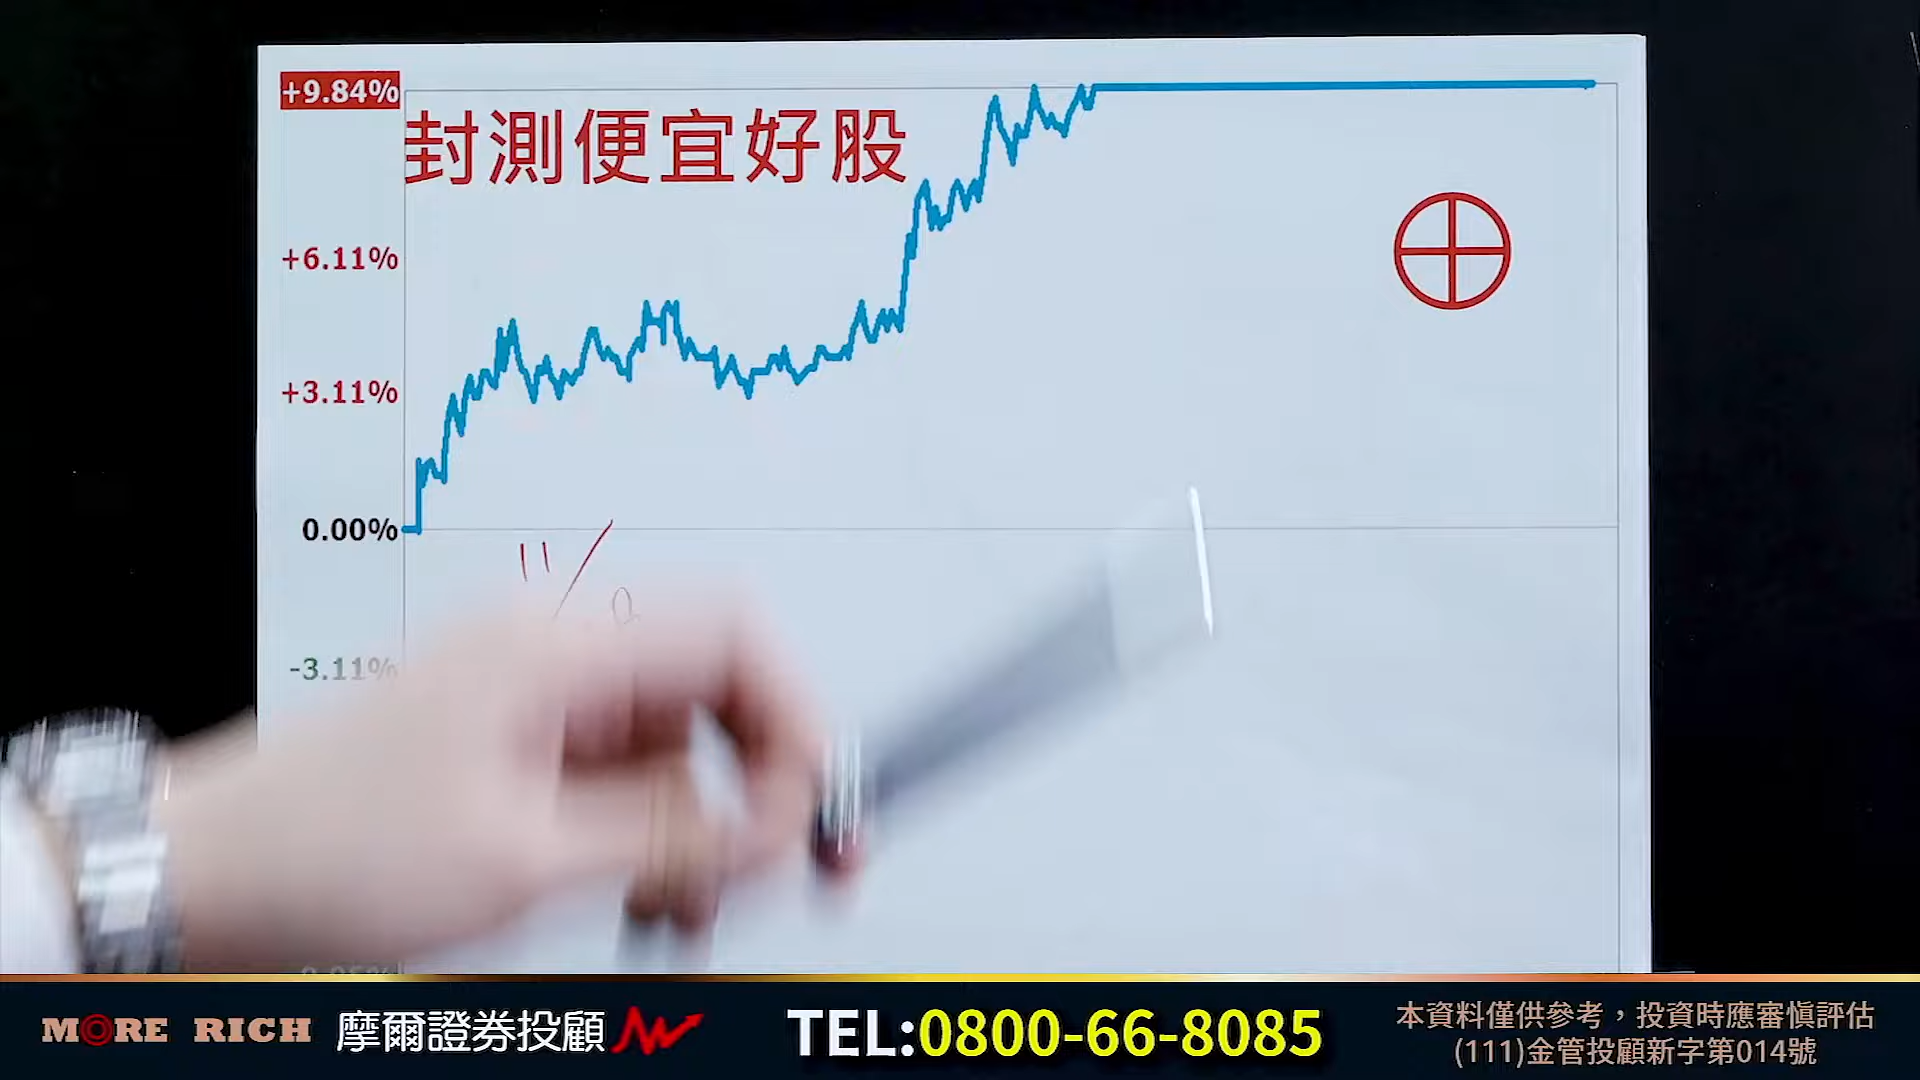 +9.84%
封測便宜好股
+6.11%
+3.11%
0.00%
11/
-3.11%
MORE RICH 摩爾證券投顧
TEL:0800-66-8085
本資料僅供參考，投資時應審慎評估
(111)金管投顧新字第014號